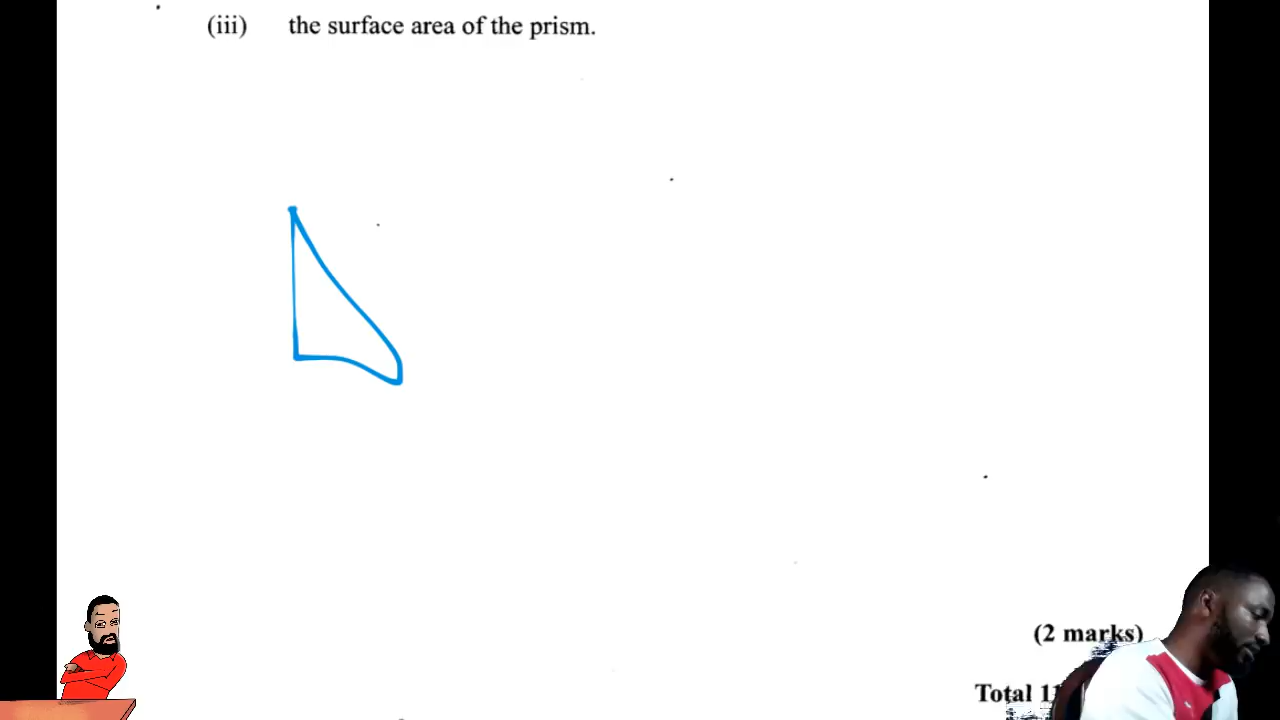 (iii) the surface area of the prism.
(2 marks)
Total